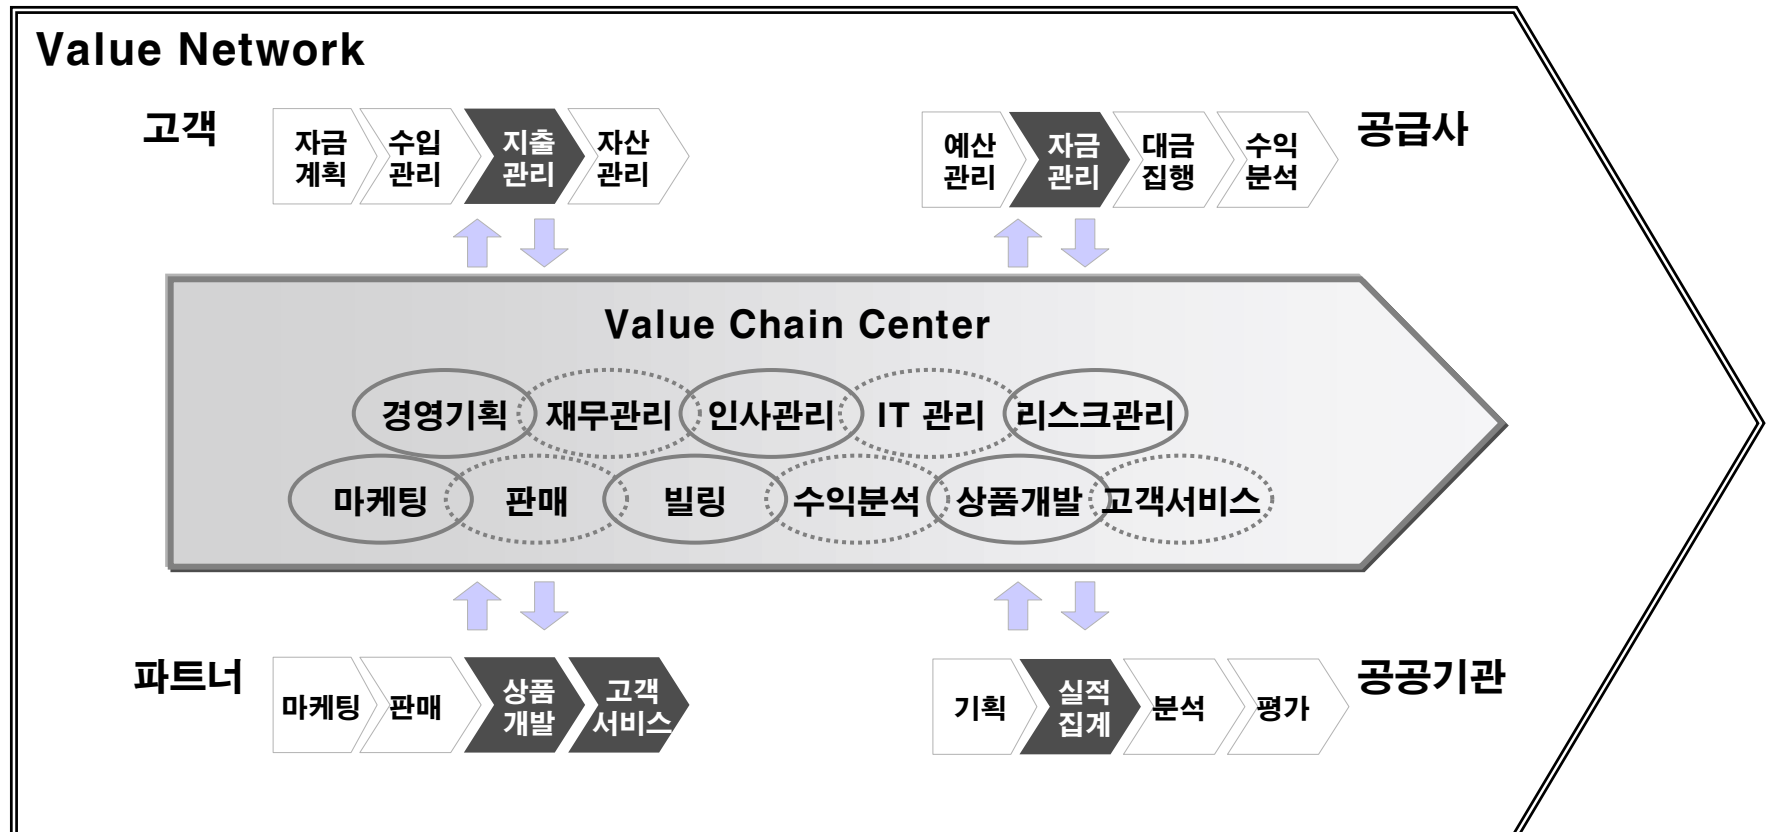 Value Network
고객
자금
계획
수입
관리
지출
관리
자산
관리
예산
관리
자금
관리
대금
집행
수익
분석
공급사
Value Chain Center
경영기획 재무관리 인사관리 IT 관리 리스크관리
마케팅 판매 빌링 수익분석 상품개발 고객서비스
파트너
마케팅
판매
상품
개발
고객
서비스
기획
실적
집계
분석
평가
공공기관